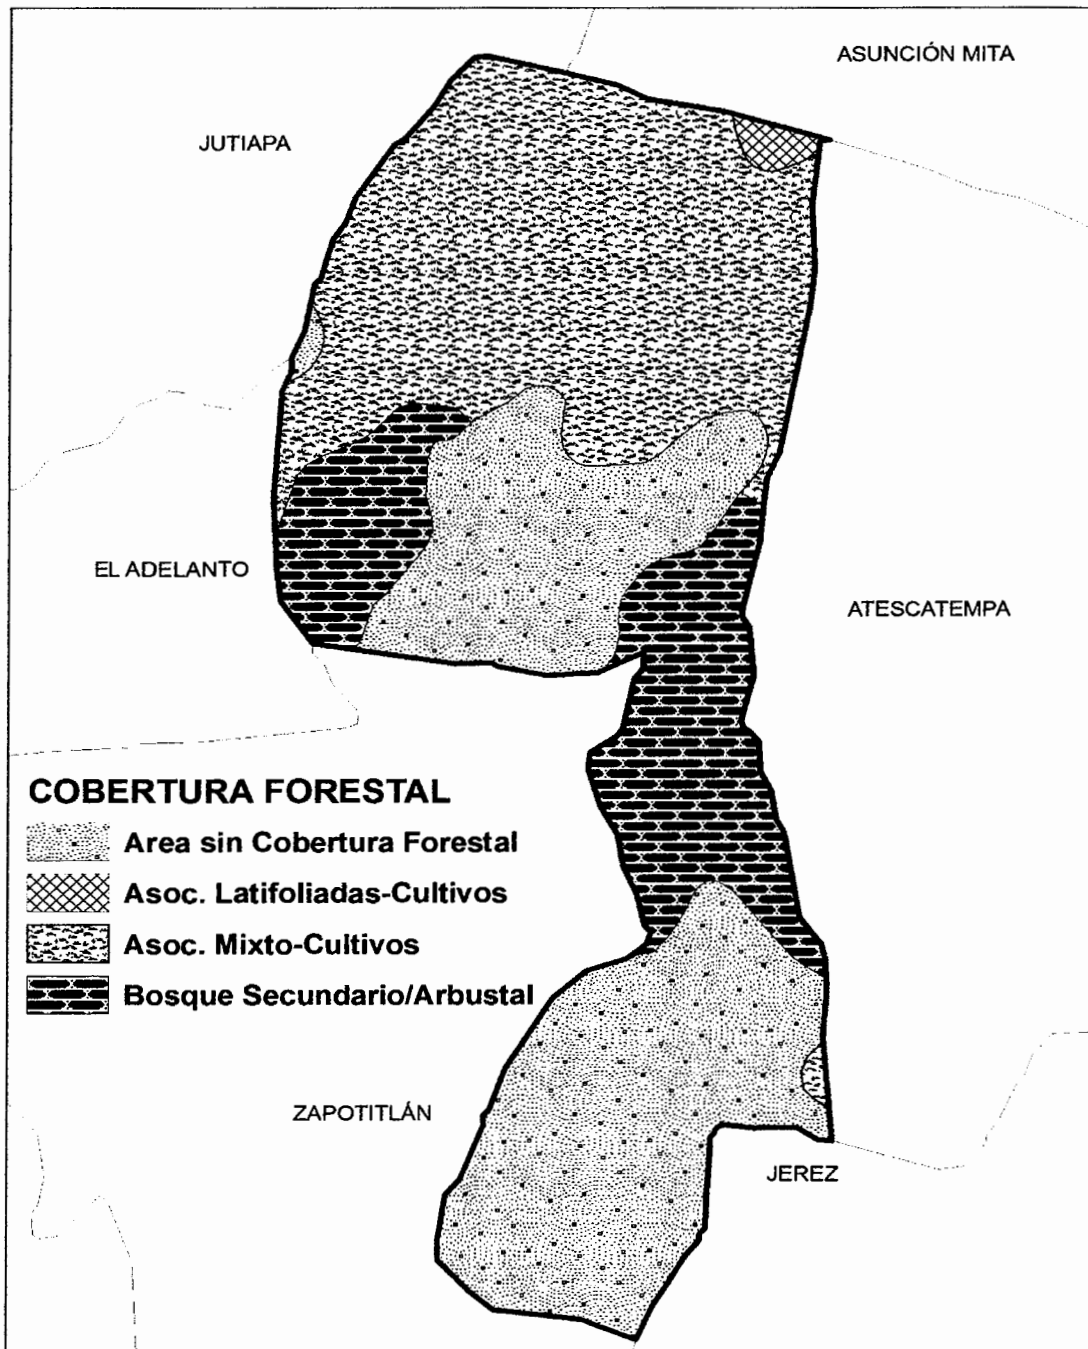 ASUNCIÓN MITA
JUTIAPA
EL ADELANTO
ATESCATEMPA
COBERTURA FORESTAL
Area sin Cobertura Forestal
Asoc. Latifoliadas-Cultivos
Asoc. Mixto-Cultivos
Bosque Secundario/Arbustal
ZAPOTITLÁN
JEREZ